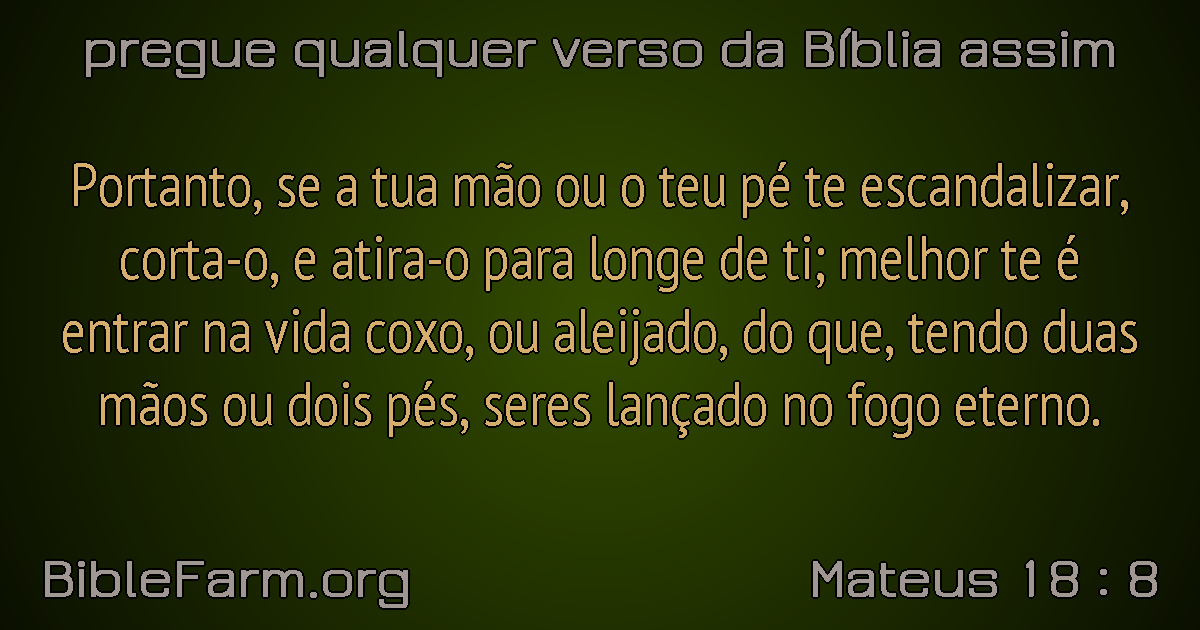 pregue qualquer verso da Bíblia assim
Portanto, se a tua mão ou o teu pé te escandalizar,
corta-o, e atira-o para longe de ti; melhor te é
entrar na vida coxo, ou aleijado, do que, tendo duas
mãos ou dois pés, seres lançado no fogo eterno.
BibleFarm.org
Mateus 18 : 8